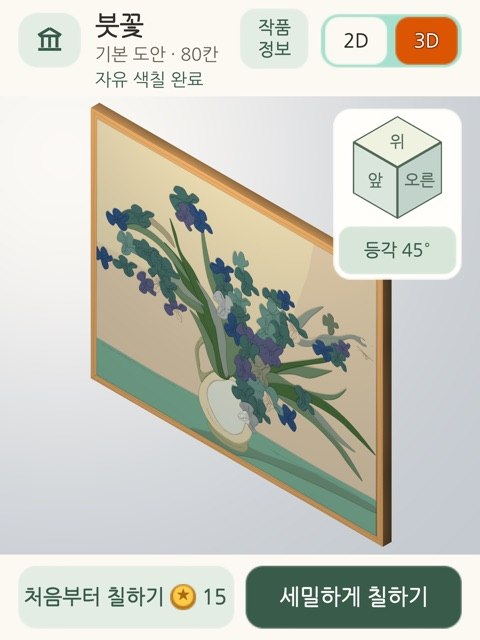 붓꽃
기본 도안 · 80칸
자유 색칠 완료
작품
정보
2D
3D
위
앞
오른
등각 45°
처음부터 칠하기 15
세밀하게 칠하기